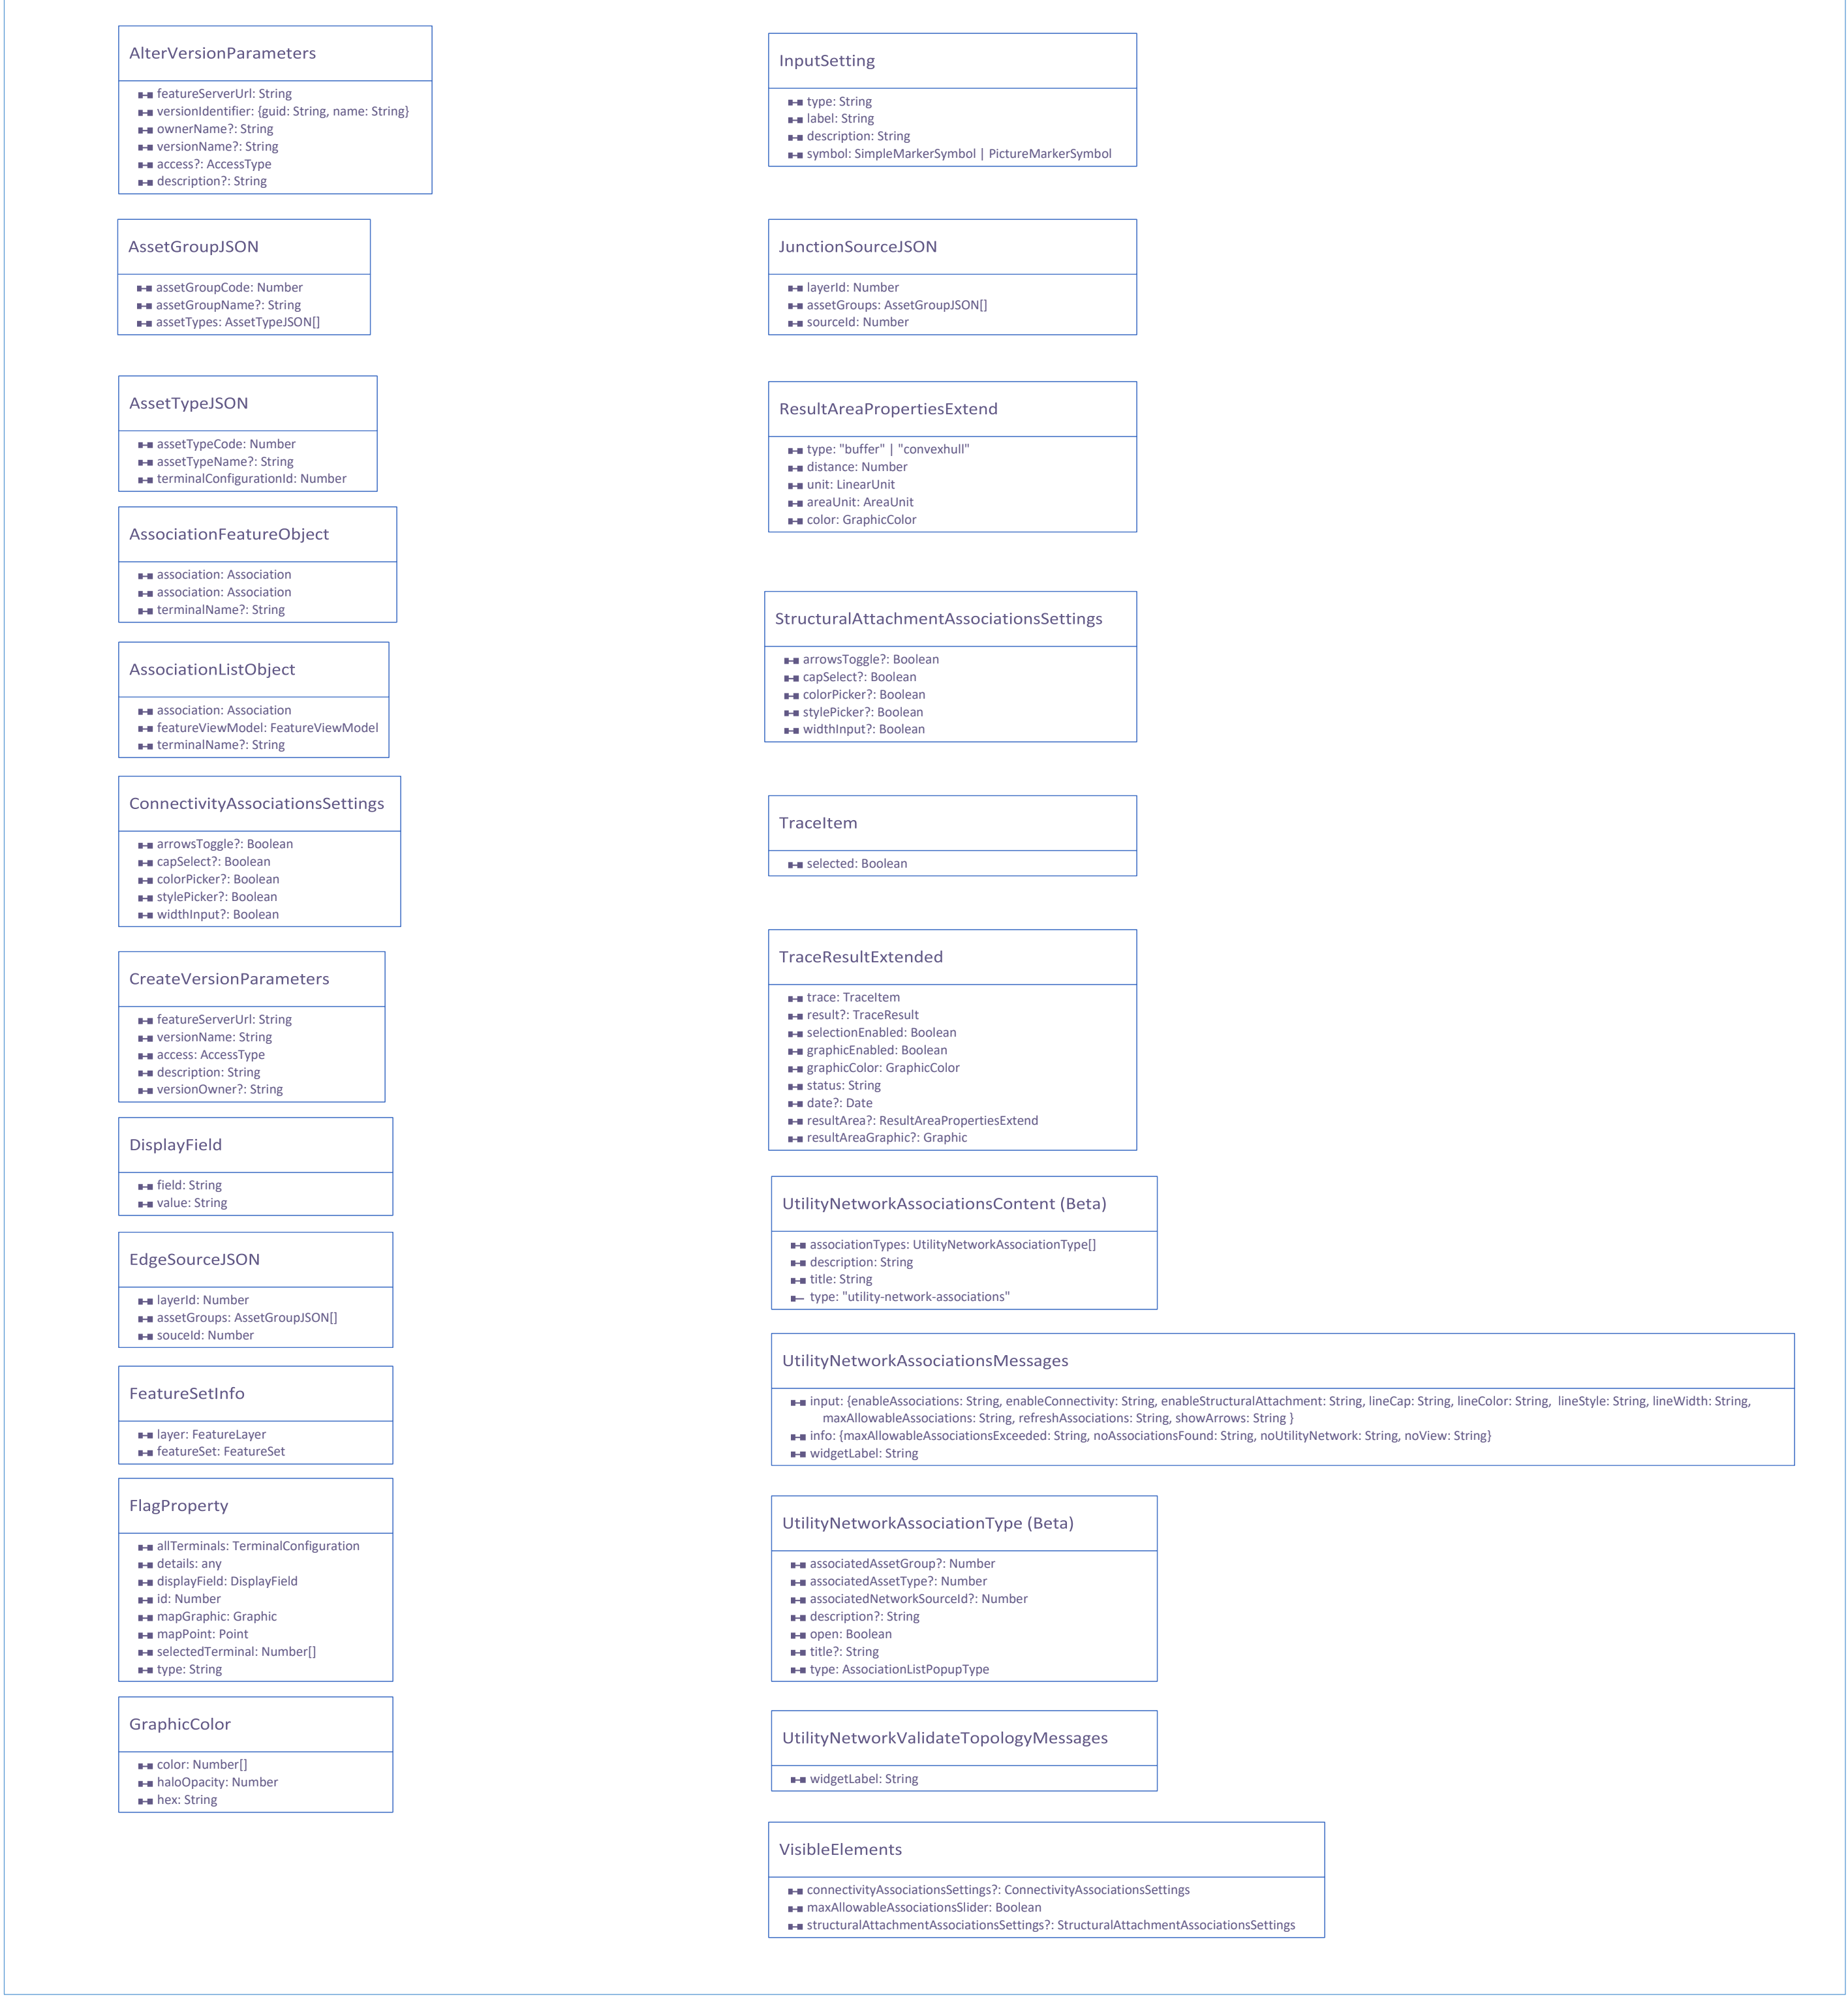 AlterVersionParameters
featureServerUrl: String
versionIdentifier: {guid: String, name: String}
ownerName?: String
versionName?: String
access?: AccessType
description?: String
AssetGroupJSON
assetGroupCode: Number
assetGroupName?: String
assetTypes: AssetTypeJSON[]
AssetTypeJSON
assetTypeCode: Number
assetTypeName?: String
terminalConfigurationId: Number
AssociationFeatureObject
association: Association
association: Association
terminalName?: String
AssociationListObject
association: Association
featureViewModel: FeatureViewModel
terminalName?: String
ConnectivityAssociationsSettings
arrowsToggle?: Boolean
capSelect?: Boolean
colorPicker?: Boolean
stylePicker?: Boolean
widthInput?: Boolean
CreateVersionParameters
featureServerUrl: String
versionName: String
access: AccessType
description: String
versionOwner?: String
DisplayField
field: String
value: String
EdgeSourceJSON
layerId: Number
assetGroups: AssetGroupJSON[]
souceId: Number
FeatureSetInfo
layer: FeatureLayer
featureSet: FeatureSet
FlagProperty
allTerminals: TerminalConfiguration
details: any
displayField: DisplayField
id: Number
mapGraphic: Graphic
mapPoint: Point
selectedTerminal: Number[]
type: String
GraphicColor
color: Number[]
haloOpacity: Number
hex: String
InputSetting
type: String
label: String
description: String
symbol: SimpleMarkerSymbol | PictureMarkerSymbol
JunctionSourceJSON
layerId: Number
assetGroups: AssetGroupJSON[]
sourceId: Number
ResultAreaPropertiesExtend
type: "buffer" | "convexhull"
distance: Number
unit: LinearUnit
areaUnit: AreaUnit
color: GraphicColor
StructuralAttachmentAssociationsSettings
arrowsToggle?: Boolean
capSelect?: Boolean
colorPicker?: Boolean
stylePicker?: Boolean
widthInput?: Boolean
TraceItem
selected: Boolean
TraceResultExtended
trace: TraceItem
result?: TraceResult
selectionEnabled: Boolean
graphicEnabled: Boolean
graphicColor: GraphicColor
status: String
date?: Date
resultArea?: ResultAreaPropertiesExtend
resultAreaGraphic?: Graphic
UtilityNetworkAssociationsContent (Beta)
associationTypes: UtilityNetworkAssociationType[]
description: String
title: String
type: "utility-network-associations"
UtilityNetworkAssociationsMessages
input: {enableAssociations: String, enableConnectivity: String, enableStructuralAttachment: String, lineCap: String, lineColor: String, lineStyle: String, lineWidth: String,
maxAllowableAssociations: String, refreshAssociations: String, showArrows: String }
info: {maxAllowableAssociationsExceeded: String, noAssociationsFound: String, noUtilityNetwork: String, noView: String}
widgetLabel: String
UtilityNetworkAssociationType (Beta)
associatedAssetGroup?: Number
associatedAssetType?: Number
associatedNetworkSourceId?: Number
description?: String
open: Boolean
title?: String
type: AssociationListPopupType
UtilityNetworkValidateTopologyMessages
widgetLabel: String
VisibleElements
connectivityAssociationsSettings?: ConnectivityAssociationsSettings
maxAllowableAssociationsSlider: Boolean
structuralAttachmentAssociationsSettings?: StructuralAttachmentAssociationsSettings